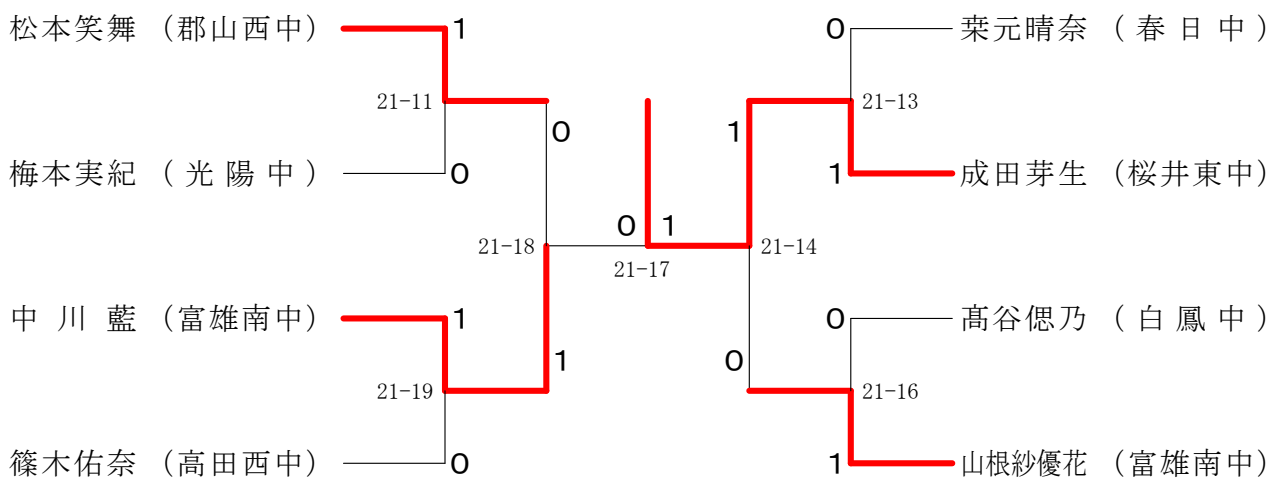 松本笑舞 (郡山西中) 1 0 桒元晴奈 (春日中)
21-11 21-13
0 1
梅本実紀 (光陽中) 0 1 成田芽生 (桜井東中)
0 1
21-18 21-14
21-17
中川藍 (富雄南中) 1 0 髙谷偲乃 (白鳳中)
1 0
21-19 21-16
篠木佑奈 (高田西中) 0 1 山根紗優花 (富雄南中)